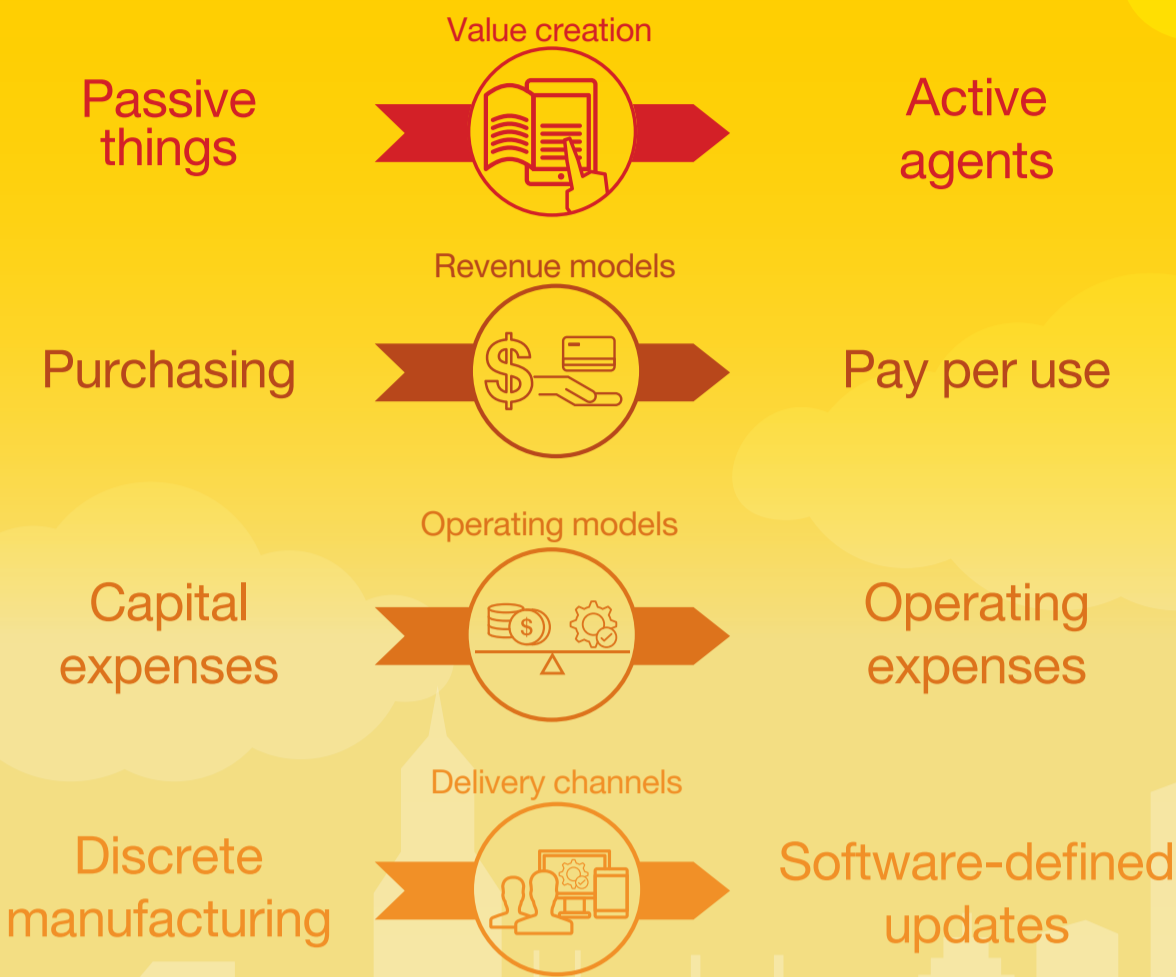 Value creation
Passive
things
Active
agents
Revenue models
Purchasing
$
Pay per use
Operating models
Capital
expenses
$
Operating
expenses
Delivery channels
Discrete
manufacturing
Software-defined
updates